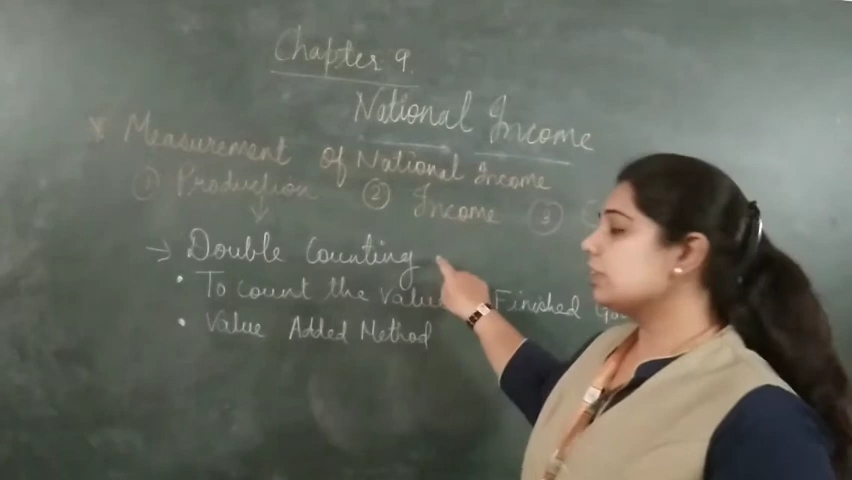 Chapter 9.
National Income
* Measurement of National Income
① Production ② Income ③
→ Double Counting
• To count the value Finished
• Value Added Method